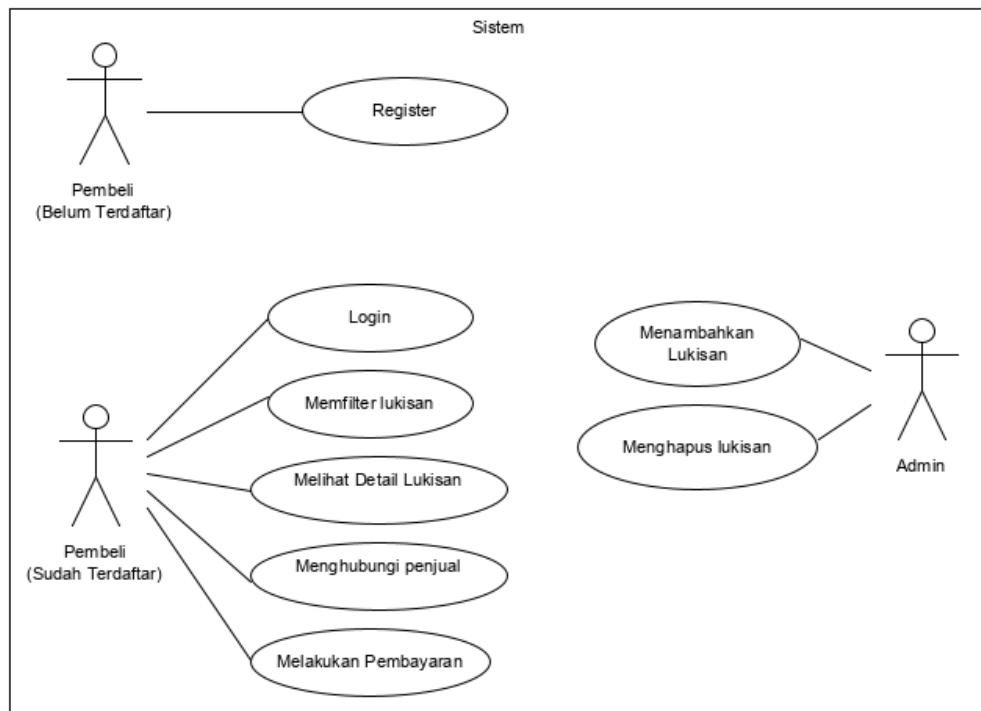 Sistem
Register
Pembeli
(Belum Terdaftar)
Login
Memfilter lukisan
Melihat Detail Lukisan
Menghubungi penjual
Melakukan Pembayaran
Pembeli
(Sudah Terdaftar)
Menambahkan
Lukisan
Menghapus lukisan
Admin